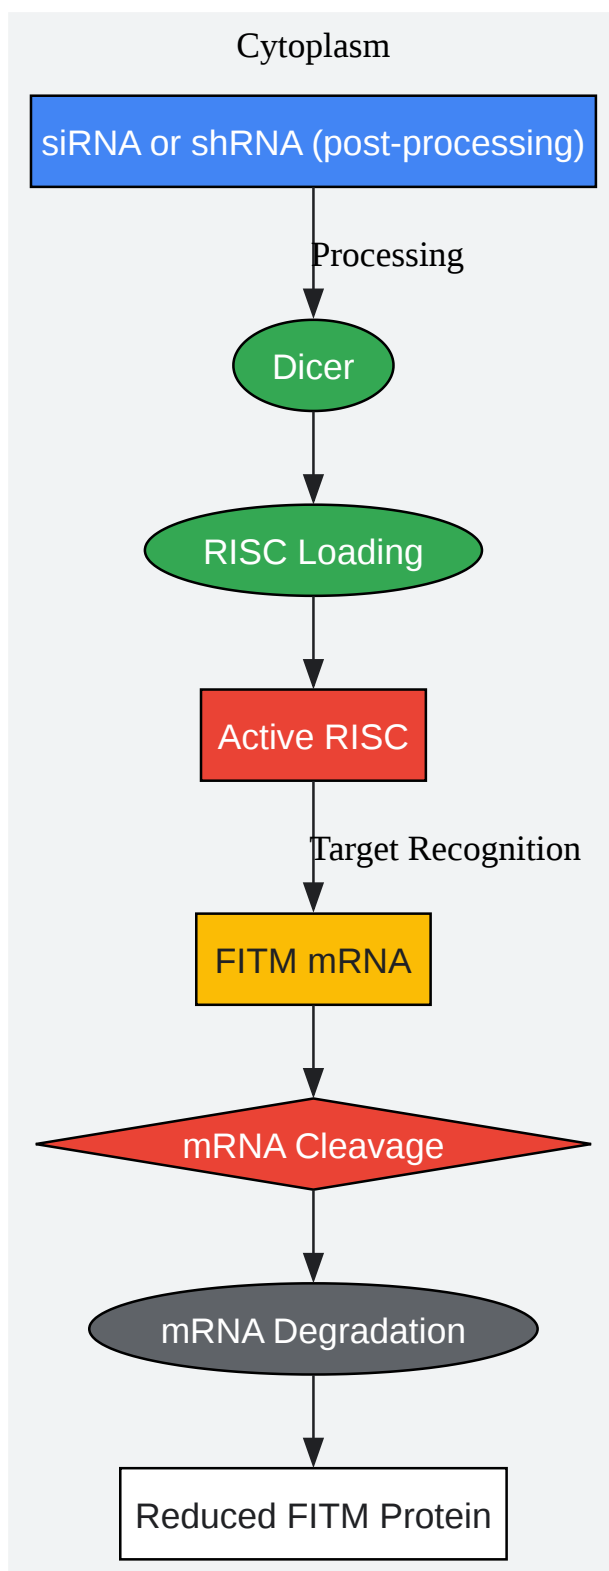 Cytoplasm
siRNA or shRNA (post-processing)
Processing
Dicer
RISC Loading
Active RISC
Target Recognition
FITM mRNA
mRNA Cleavage
mRNA Degradation
Reduced FITM Protein